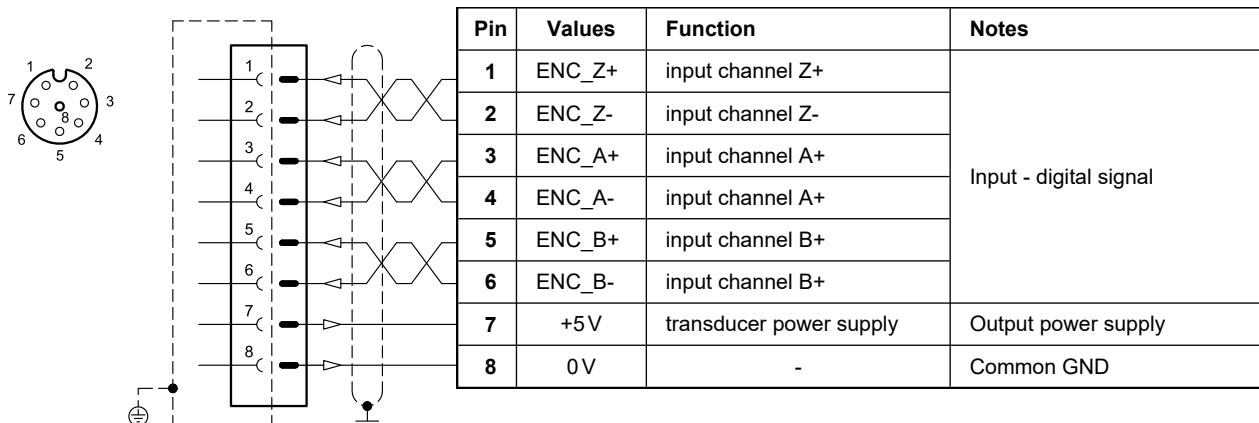 1 2
7 3
8
6 4
5
1
2
3
4
5
6
7
8
Pin Values Function Notes
1 ENC_Z+ input channel Z+
2 ENC_Z- input channel Z-
3 ENC_A+ input channel A+
Input - digital signal
4 ENC_A- input channel A+
5 ENC_B+ input channel B+
6 ENC_B- input channel B+
7 +5V transducer power supply Output power supply
8 0V - Common GND